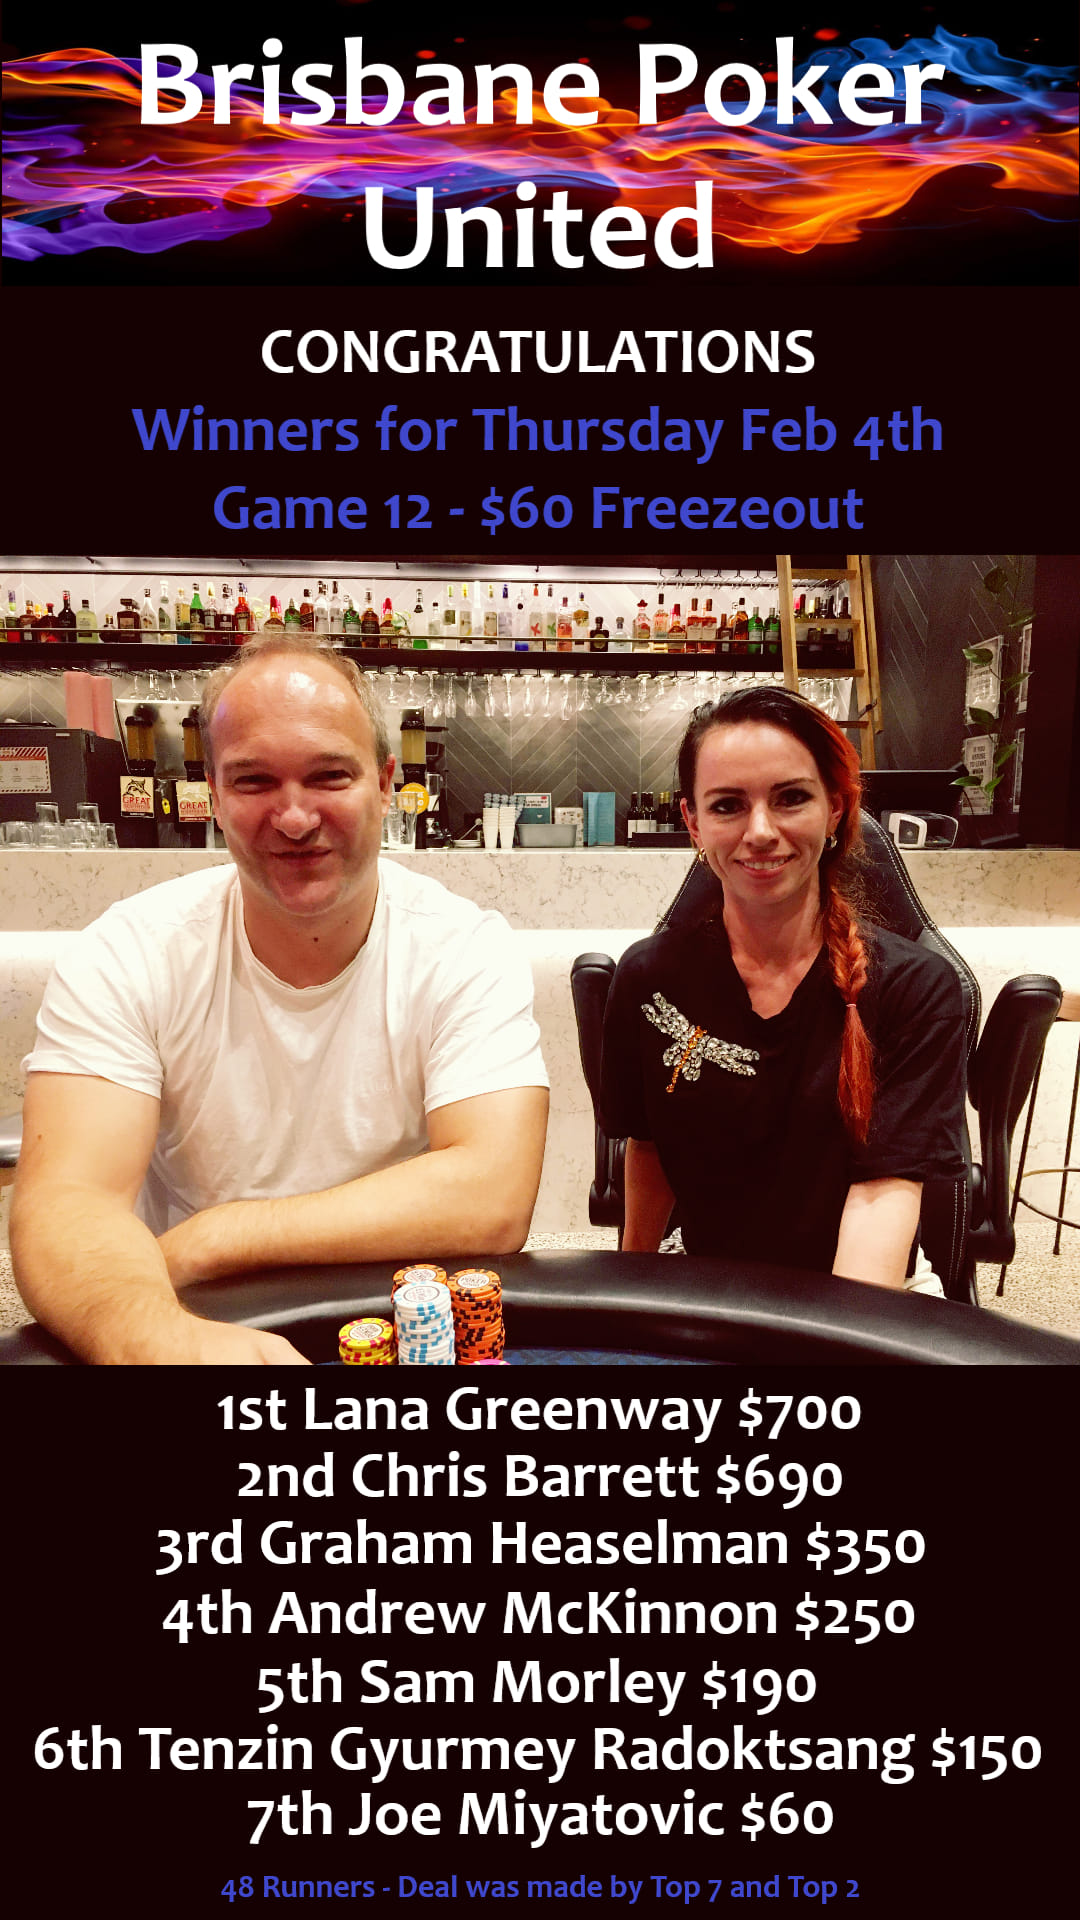 Brisbane Poker
United
CONGRATULATIONS
Winners for Thursday Feb 4th
Game 12 - $60 Freezeout
GREAT
GREAT
1st Lana Greenway $700
2nd Chris Barrett $690
3rd Graham Heaselman $350
4th Andrew McKinnon $250
5th Sam Morley $190
6th Tenzin Gyurmey Radoktsang $150
7th Joe Miyatovic $60
48 Runners - Deal was made by Top 7 and Top 2